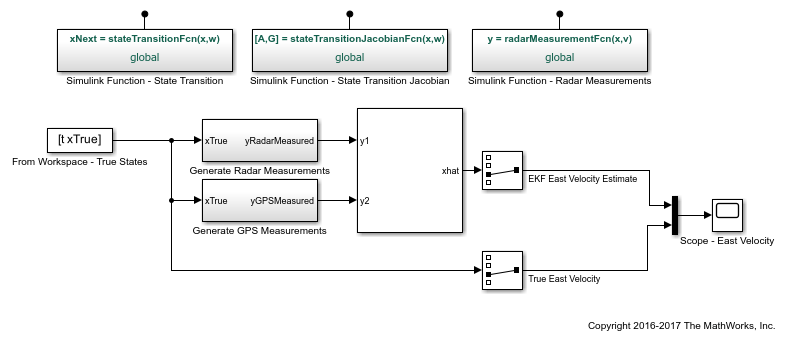 xNext = stateTransitionFcn(x,w)
global
Simulink Function - State Transition
[A,G] = stateTransitionJacobianFcn(x,w)
global
Simulink Function - State Transition Jacobian
y = radarMeasurementFcn(x,v)
global
Simulink Function - Radar Measurements
[t xTrue]
From Workspace - True States
xTrue yRadarMeasured
Generate Radar Measurements
xTrue yGPSMeasured
Generate GPS Measurements
y1
y2
xhat
EKF East Velocity Estimate
True East Velocity
Scope - East Velocity
Copyright 2016-2017 The MathWorks, Inc.